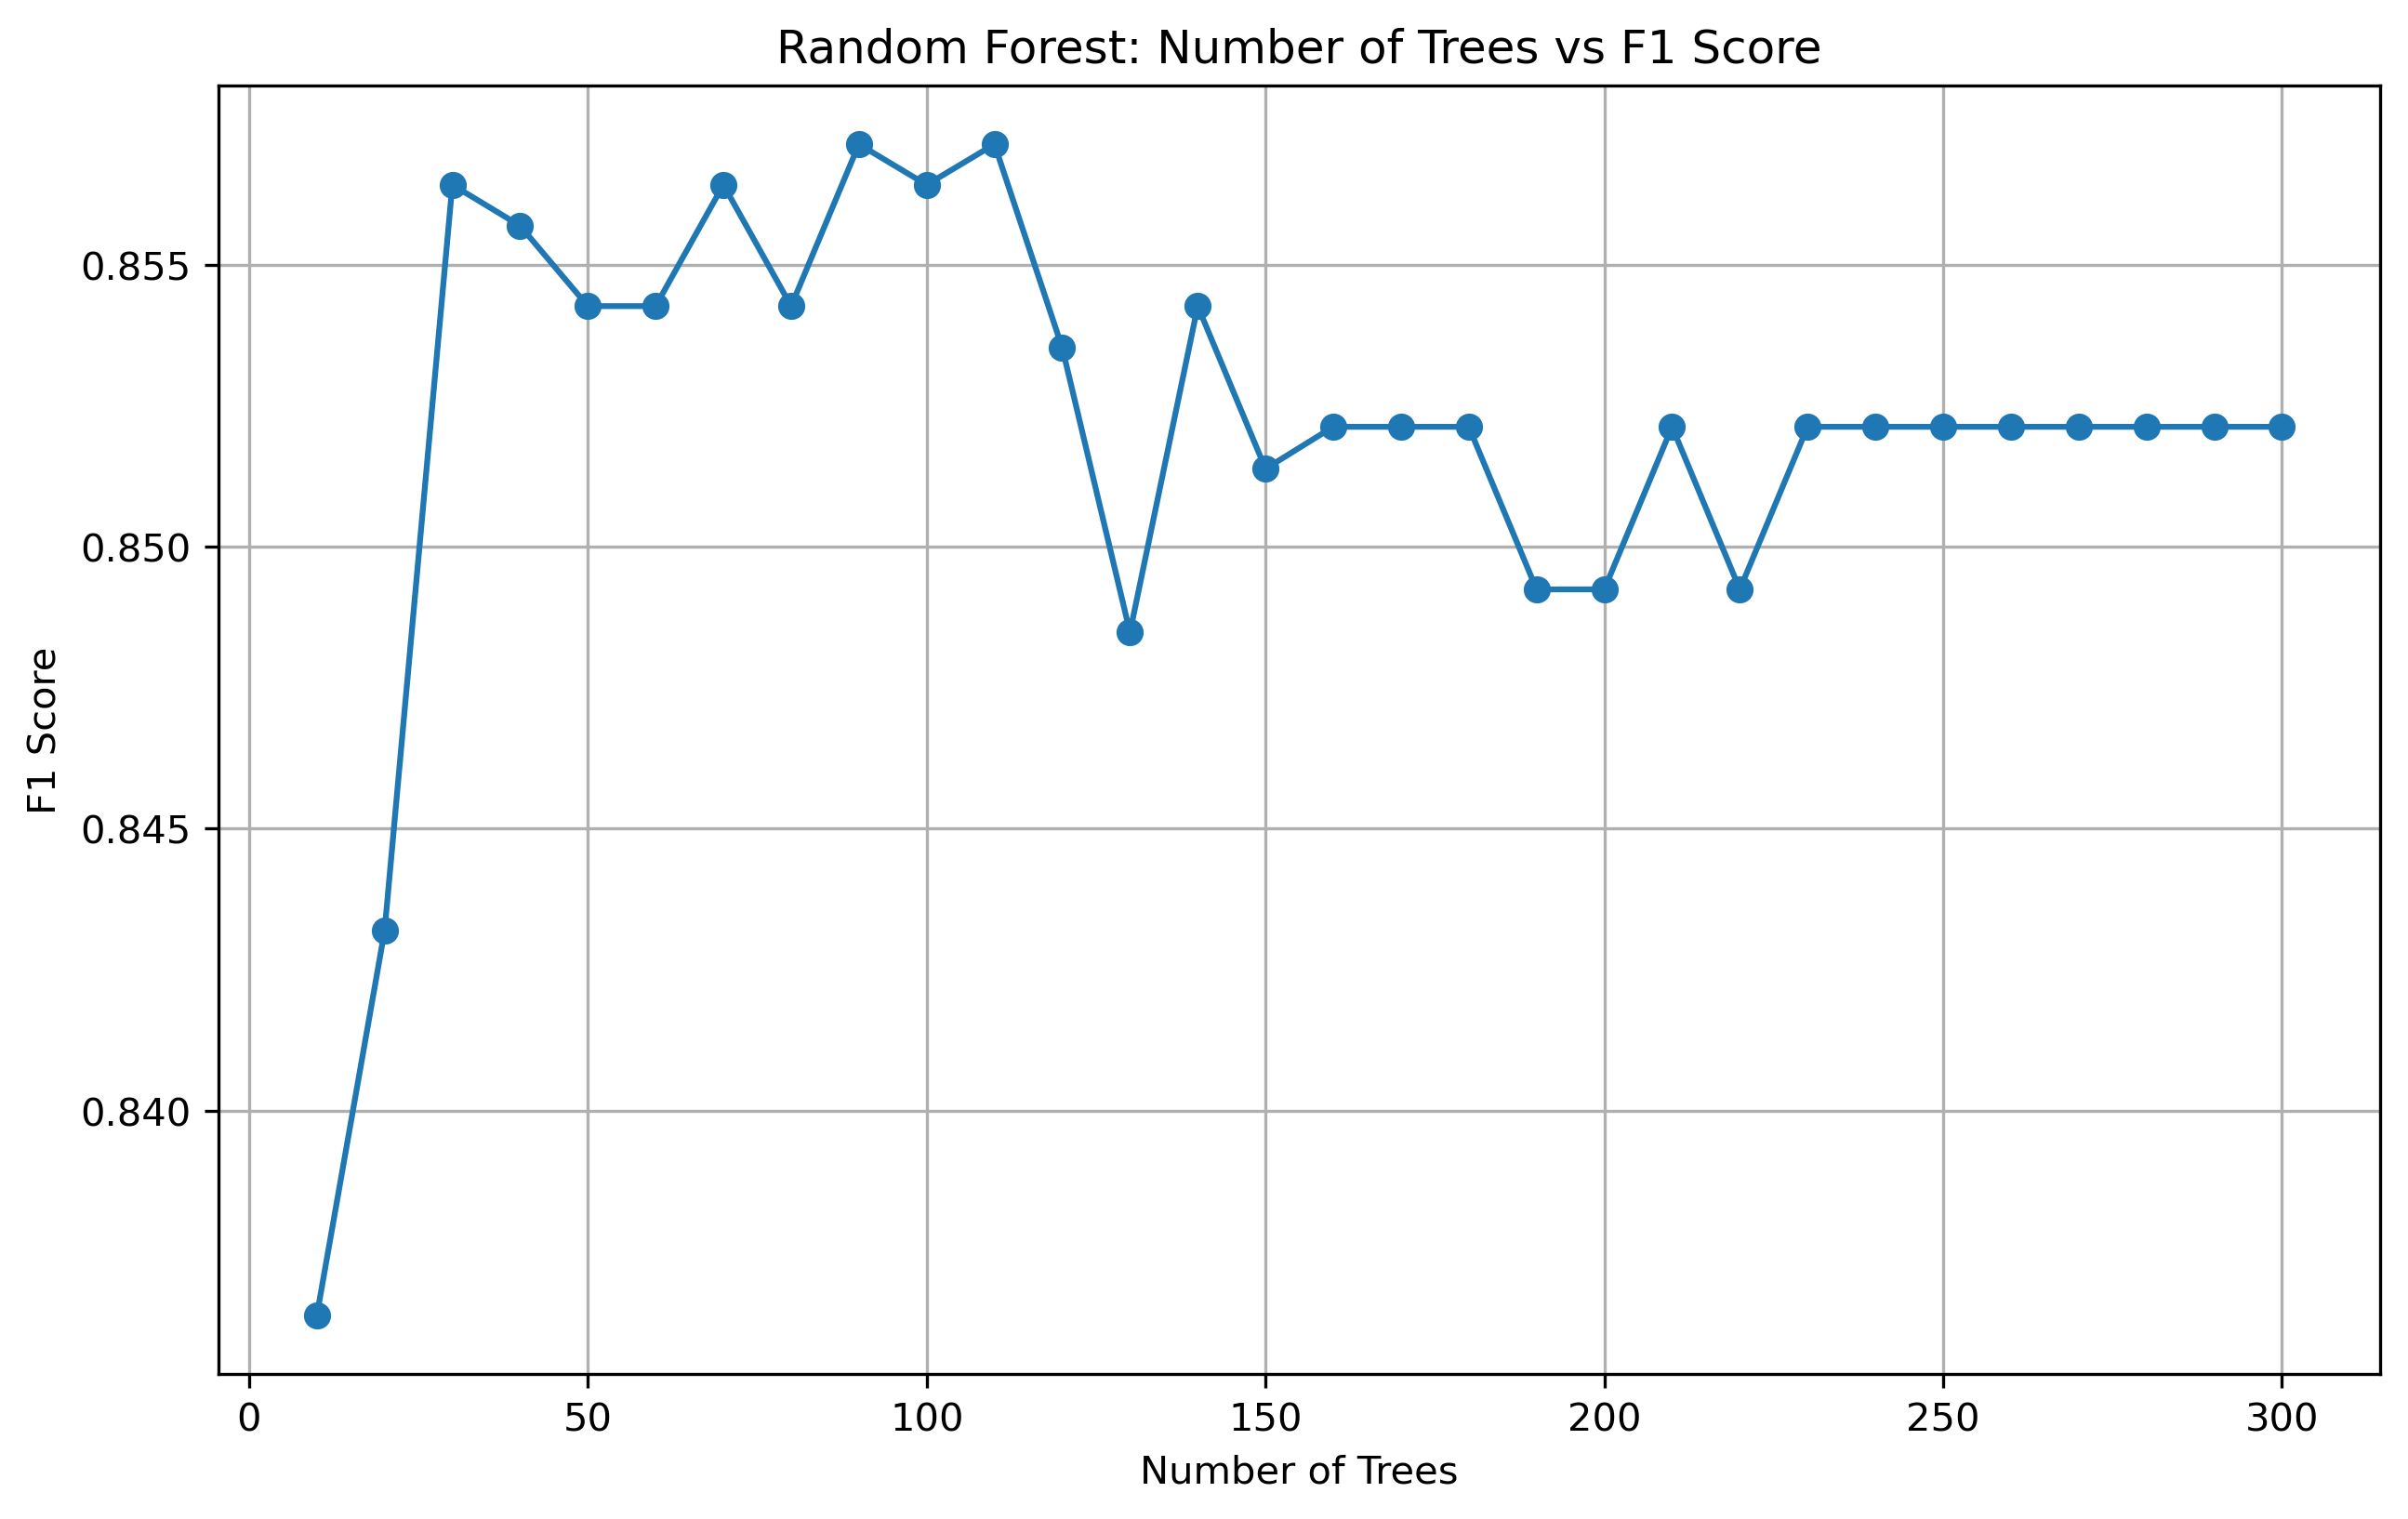 Random Forest: Number of Trees vs F1 Score
0.855
0.850
0.845
0.840
F1 Score
0 50 100 150 200 250 300
Number of Trees